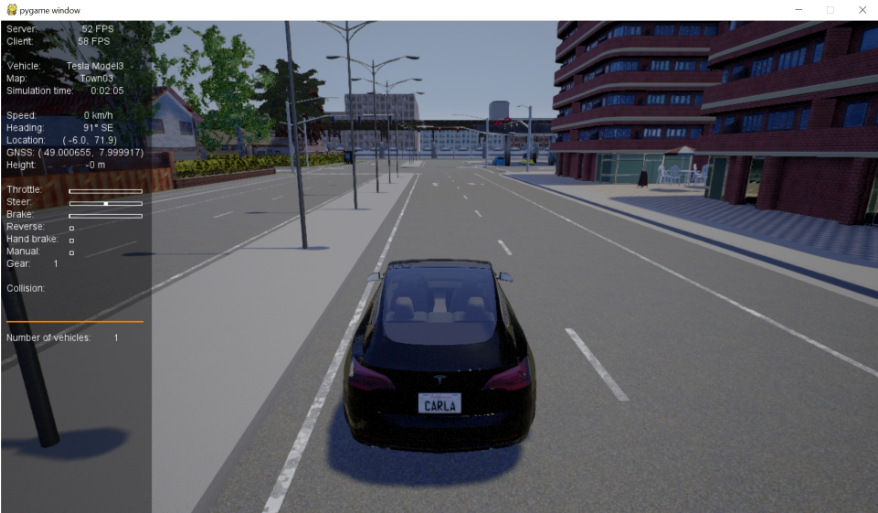 pygame window
Server: 52 FPS
Client: 58 FPS
Vehicle: Tesla Model3
Map: Town03
Simulation time: 0:02:05
Speed: 0 km/h
Heading: 91° SE
Location: ( -6.0, 71.9)
GNSS: ( 49.000655, 7.999917)
Height: -0 m
Throttle:
Steer:
Brake:
Reverse:
Hand brake:
Manual:
Gear: 1
Collision:
Number of vehicles: 1
CARLA